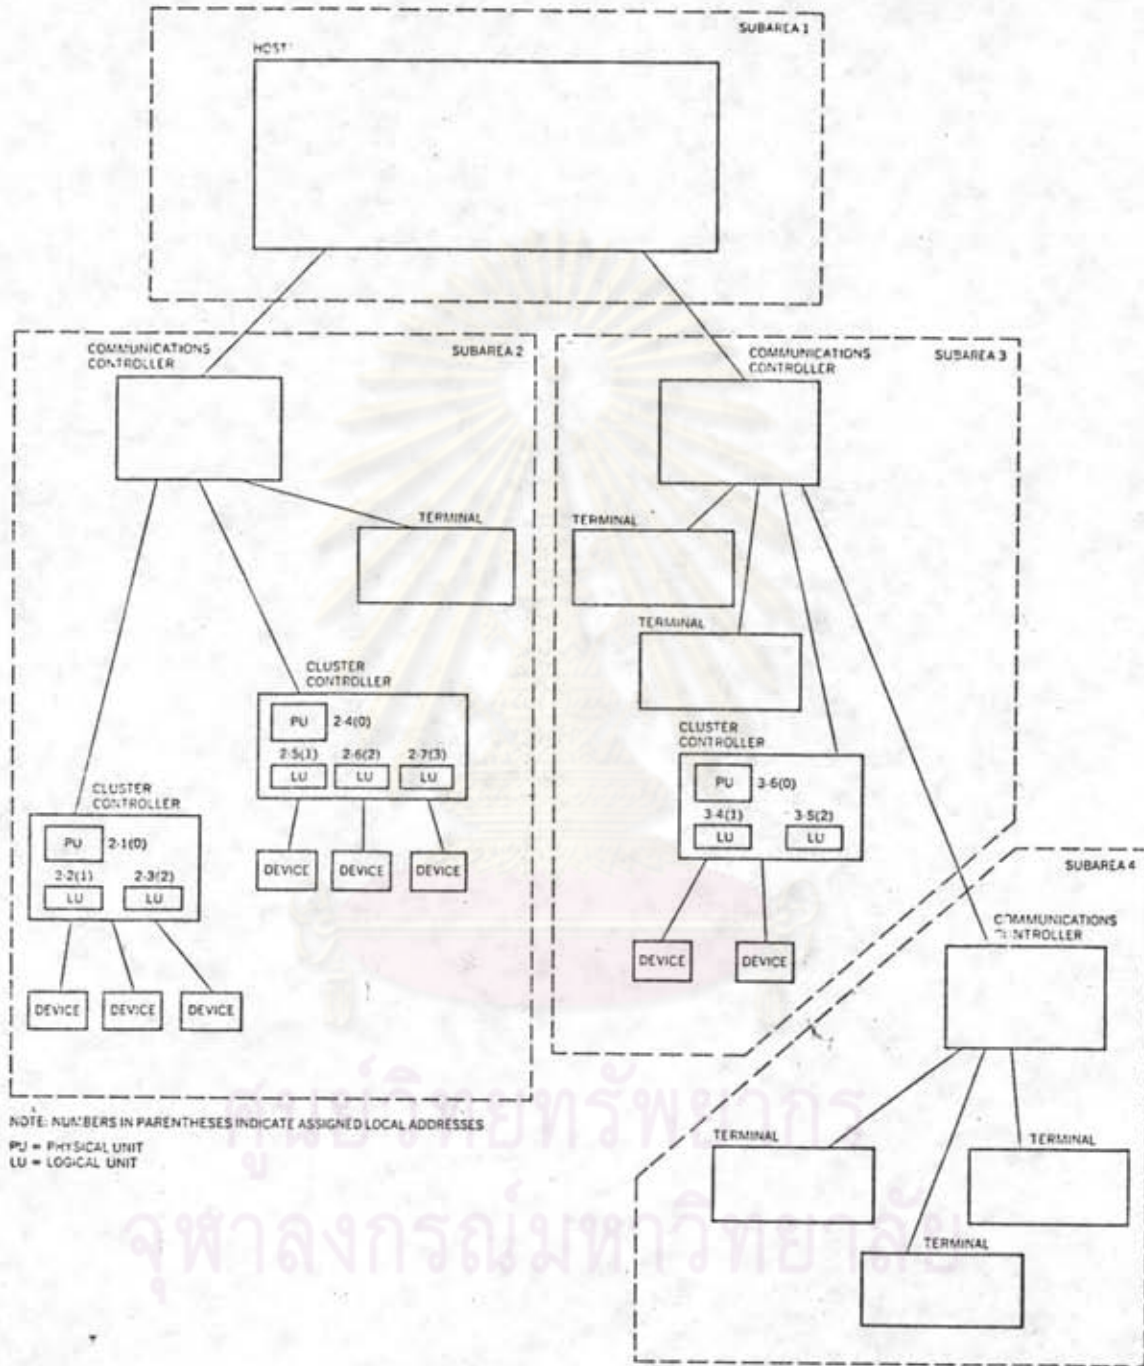 SUBAREA 1
HOST
COMMUNICATIONS
CONTROLLER
SUBAREA 2
TERMINAL
CLUSTER
CONTROLLER
PU 2-4(0)
2-5(1) 2-6(2) 2-7(3)
LU LU LU
DEVICE DEVICE DEVICE
CLUSTER
CONTROLLER
PU 2-1(0)
2-2(1) 2-3(2)
LU LU
DEVICE DEVICE DEVICE
COMMUNICATIONS
CONTROLLER
SUBAREA 3
TERMINAL
TERMINAL
CLUSTER
CONTROLLER
PU 3-6(0)
3-4(1) 3-5(2)
LU LU
DEVICE DEVICE
SUBAREA 4
COMMUNICATIONS
CONTROLLER
TERMINAL
TERMINAL
TERMINAL
NOTE: NUMBERS IN PARENTHESES INDICATE ASSIGNED LOCAL ADDRESSES
PU = PHYSICAL UNIT
LU = LOGICAL UNIT
ศูนย์วิทยทรัพยากร
จุฬาลงกรณ์มหาวิทยาลัย